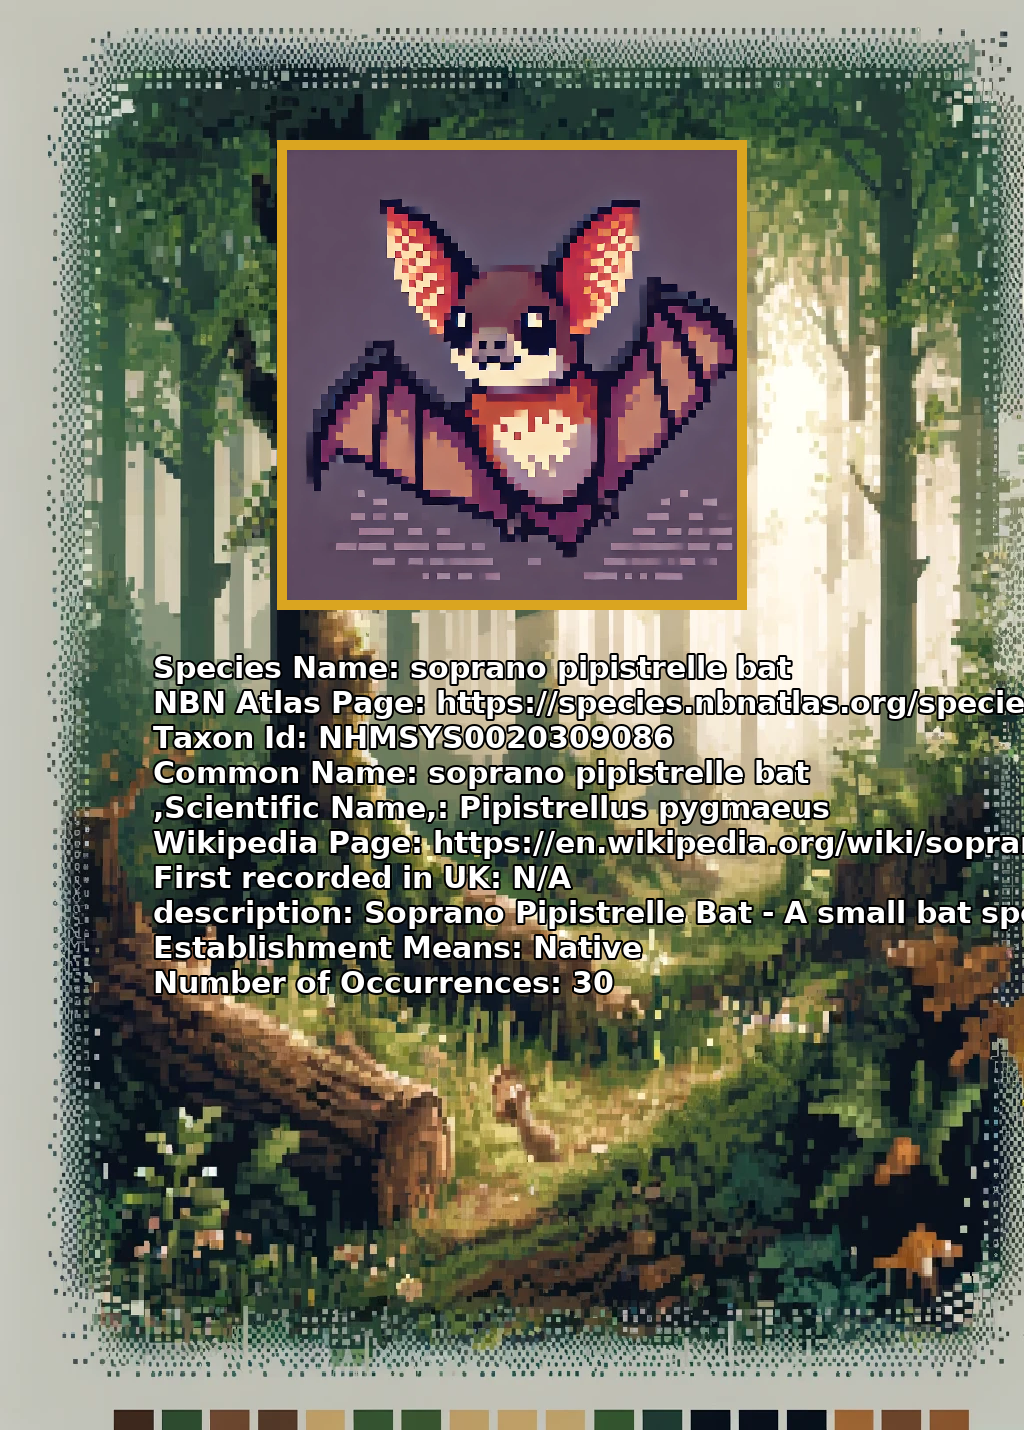 Species Name: soprano pipistrelle bat
NBN Atlas Page: https://species.nbnatlas.org/specie
Taxon Id: NHMSYS0020309086
Common Name: soprano pipistrelle bat
,Scientific Name,: Pipistrellus pygmaeus
Wikipedia Page: https://en.wikipedia.org/wiki/sopra
First recorded in UK: N/A
description: Soprano Pipistrelle Bat - A small bat spe
Establishment Means: Native
Number of Occurrences: 30